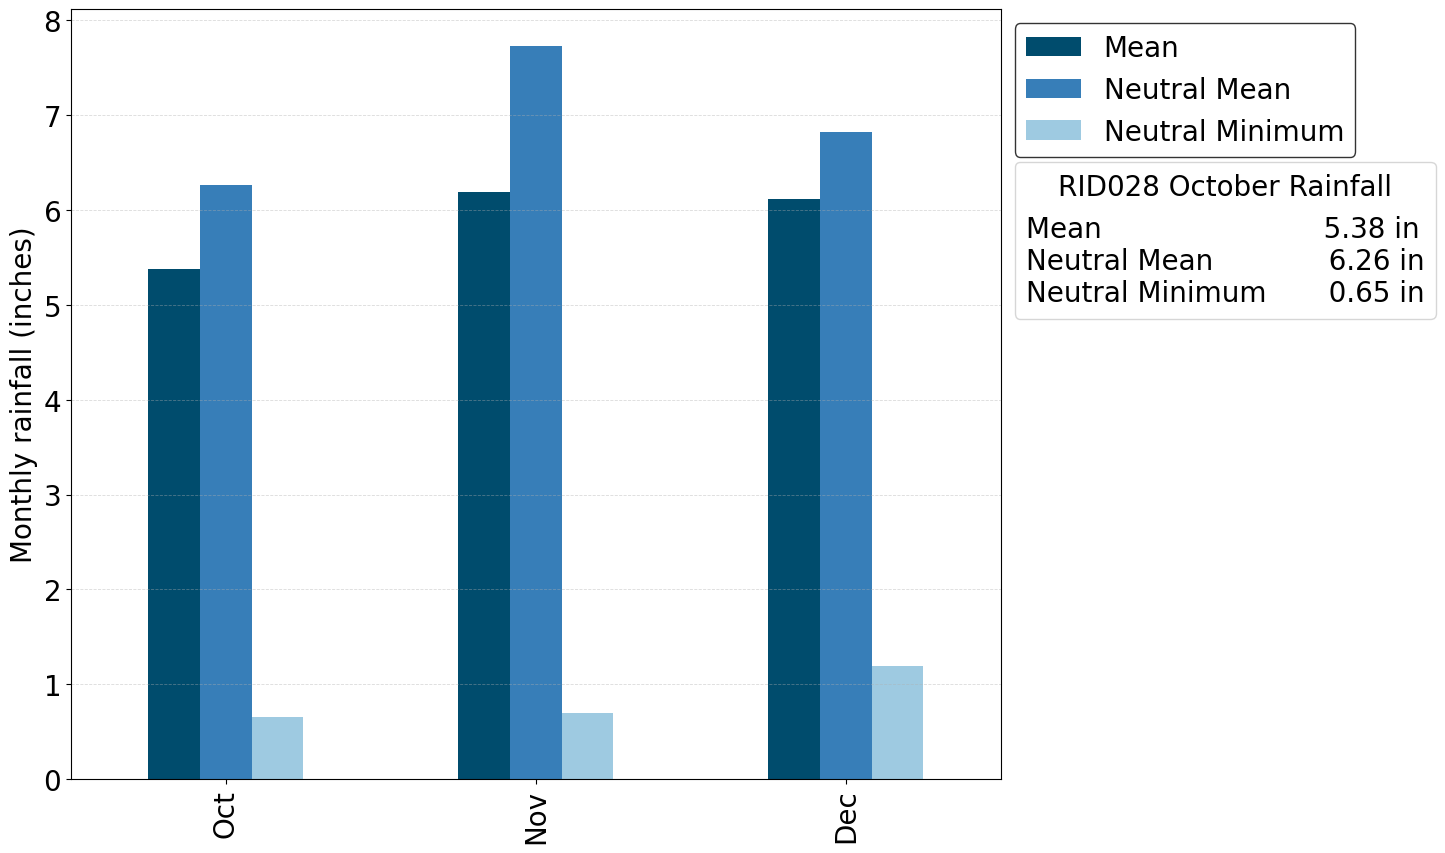 8
7
6
5
4
3
2
1
0
Monthly rainfall (inches)
Oct
Nov
Dec
Mean
Neutral Mean
Neutral Minimum
RID028 October Rainfall
Mean 5.38 in
Neutral Mean 6.26 in
Neutral Minimum 0.65 in